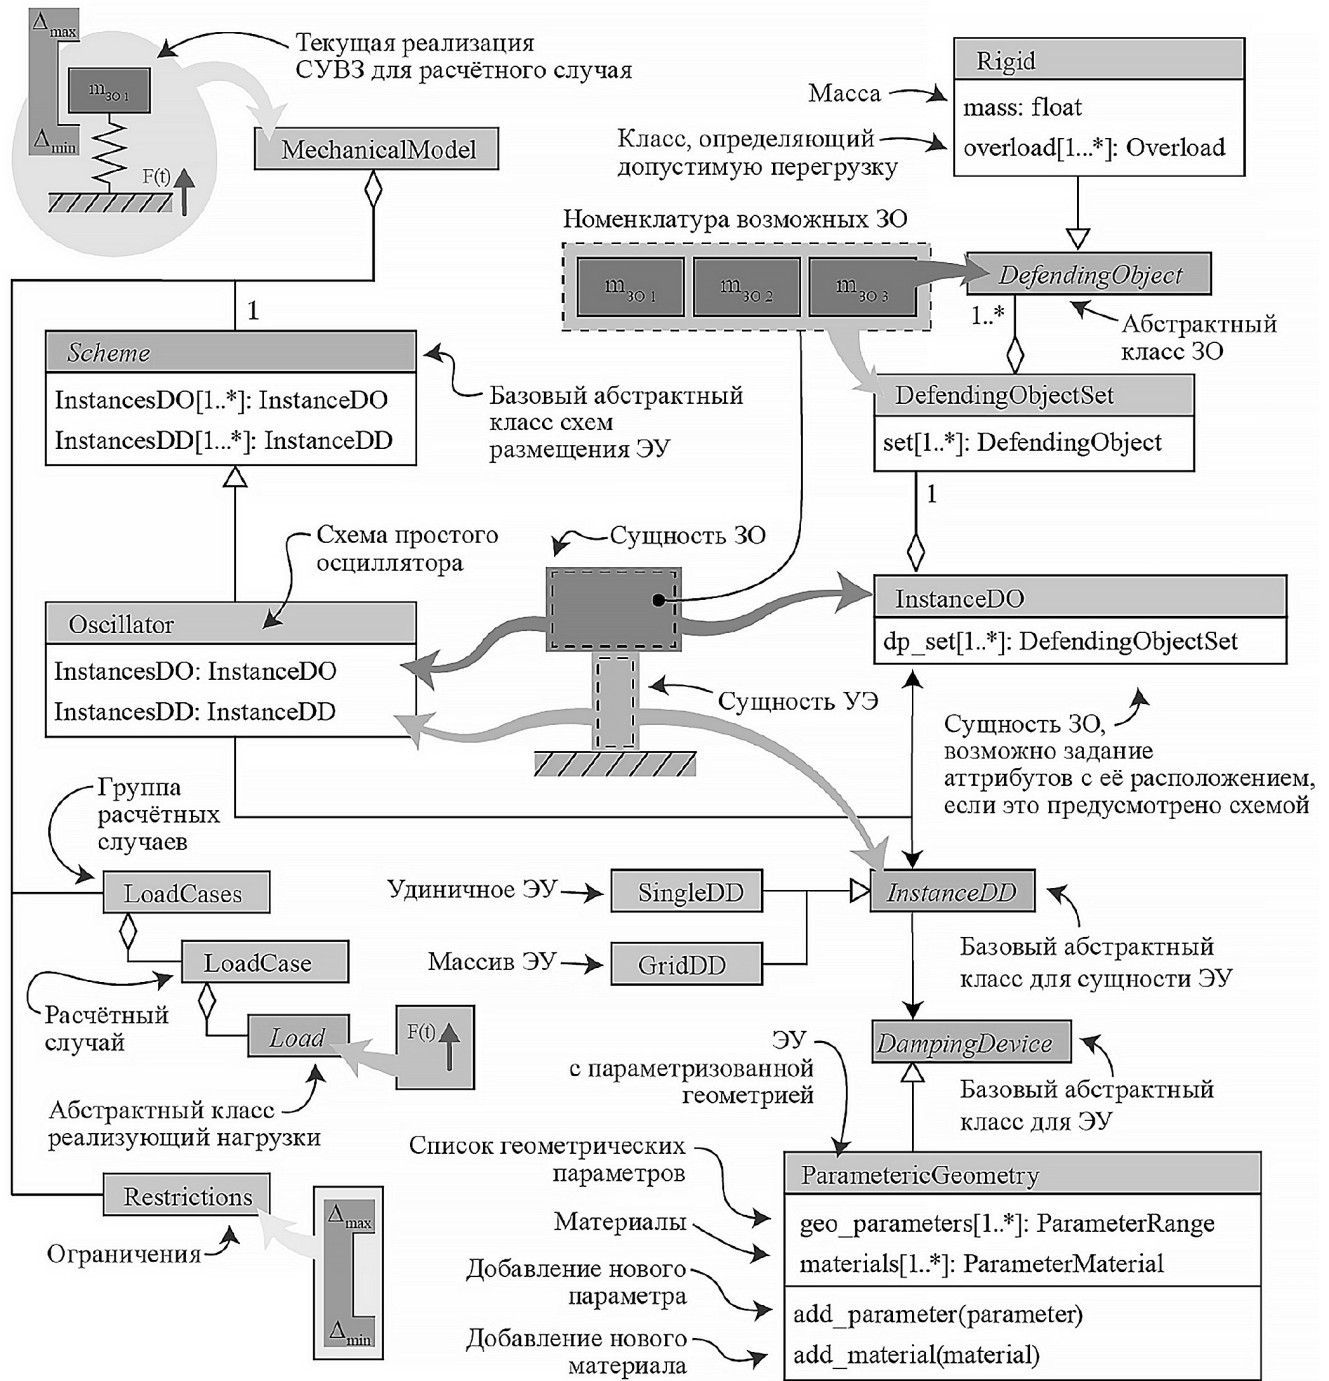 Δmax
m ЗО 1
Δmin
F(t)
Текущая реализация
СУВЗ для расчётного случая
MechanicalModel
Rigid
mass: float
overload[1...*]: Overload
Масса
Класс, определяющий
допустимую перегрузку
Номенклатура возможных ЗО
m ЗО 1
m ЗО 2
m ЗО 3
DefendingObject
1..*
Абстрактный
класс ЗО
1
Scheme
InstancesDO[1..*]: InstanceDO
InstancesDD[1...*]: InstanceDD
Базовый абстрактный
класс схем
размещения ЭУ
DefendingObjectSet
set[1..*]: DefendingObject
1
Схема простого
осциллятора
Сущность ЗО
Oscillator
InstancesDO: InstanceDO
InstancesDD: InstanceDD
InstanceDO
dp_set[1..*]: DefendingObjectSet
Сущность УЭ
Сущность ЗО,
возможно задание
аттрибутов с её расположением,
если это предусмотрено схемой
Группа
расчётных
случаев
LoadCases
LoadCase
Расчётный
случай
Load
F(t)
Абстрактный класс
реализующий нагрузки
Удиничное ЭУ
SingleDD
Массив ЭУ
GridDD
InstanceDD
Базовый абстрактный
класс для сущности ЭУ
DampingDevice
Базовый абстрактный
класс для ЭУ
ЭУ
с параметризованной
геометрией
Restrictions
Ограничения
Δmax
Δmin
Список геометрических
параметров
Материалы
Добавление нового
параметра
Добавление нового
материала
ParametericGeometry
geo_parameters[1..*]: ParameterRange
materials[1..*]: ParameterMaterial
add_parameter(parameter)
add_material(material)